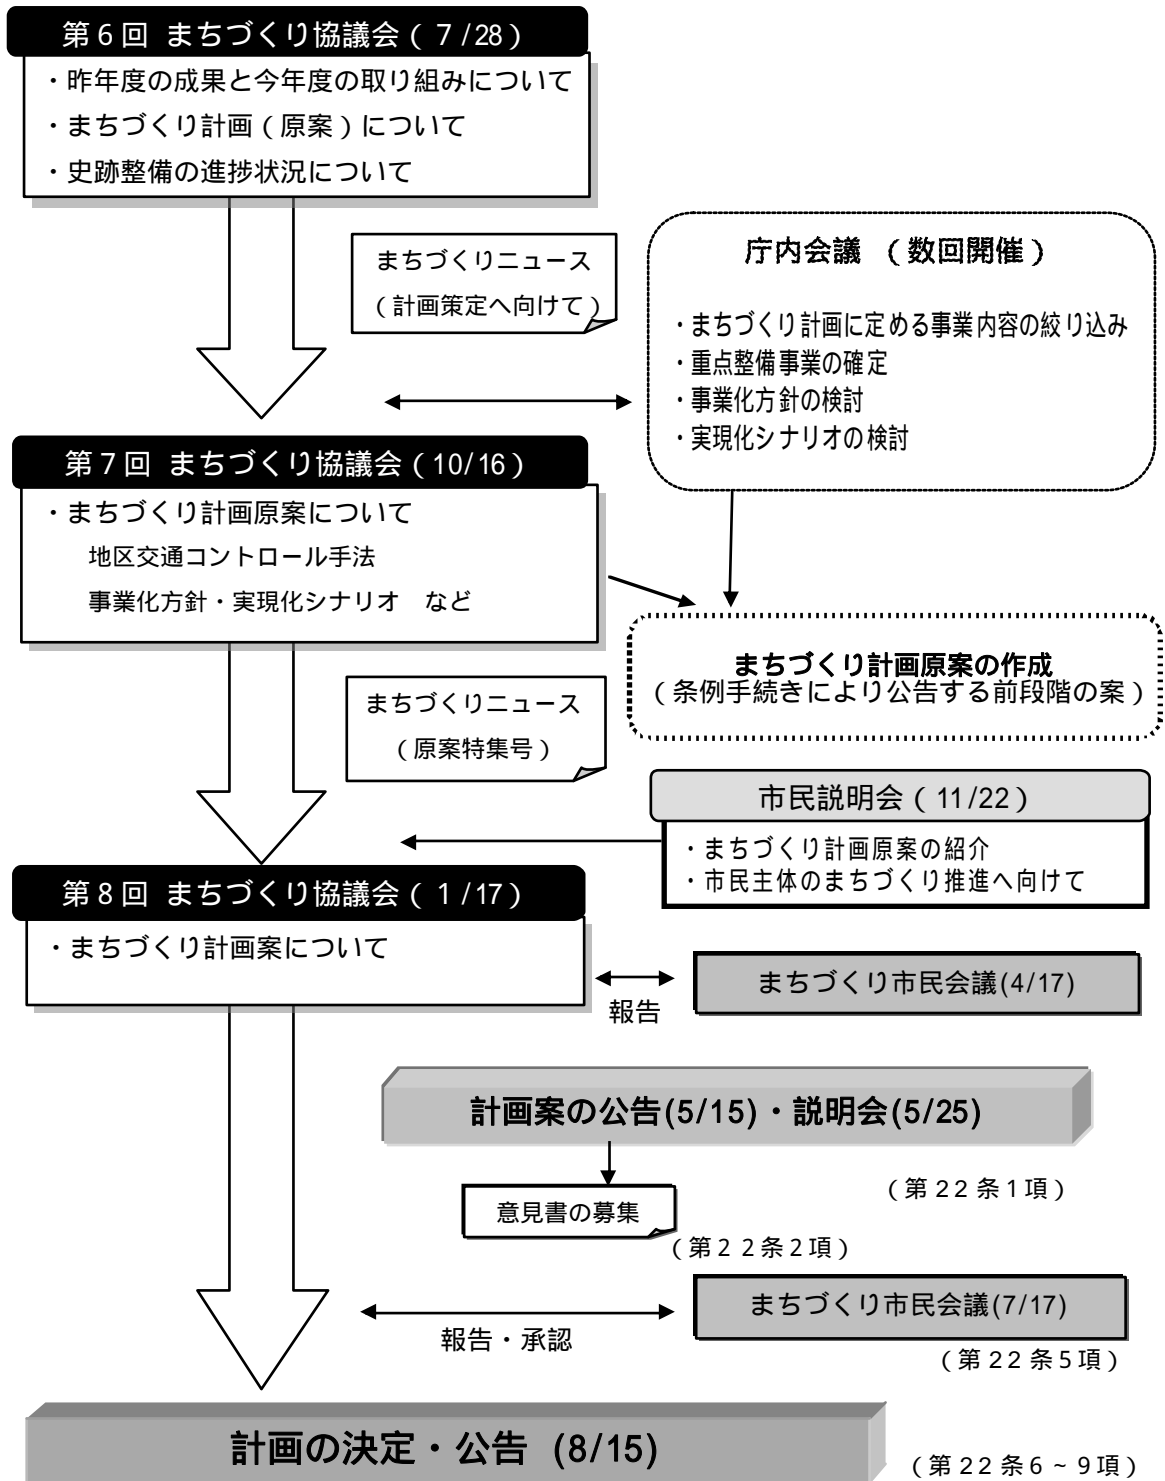 第6回 まちづくり協議会（ 7/28）
・昨年度の成果と今年度の取り組みについて
・まちづくり計画（原案）について
・史跡整備の進捗状況について
まちづくりニュース
（計画策定へ向けて）
庁内会議 （数回開催）
・まちづくり計画に定める事業内容の絞り込み
・重点整備事業の確定
・事業化方針の検討
・実現化シナリオの検討
第7回 まちづくり協議会（10/16）
・まちづくり計画原案について
地区交通コントロール手法
事業化方針・実現化シナリオ　など
まちづくり計画原案の作成
（条例手続きにより公告する前段階の案）
まちづくりニュース
（原案特集号）
市民説明会（11/22）
・まちづくり計画原案の紹介
・市民主体のまちづくり推進へ向けて
第8回 まちづくり協議会（ 1/17）
・まちづくり計画案について
報告
まちづくり市民会議(4/17)
計画案の公告(5/15)・説明会(5/25)
（第22条1項）
意見書の募集
（第22条2項）
まちづくり市民会議(7/17)
報告・承認
（第22条5項）
計画の決定・公告 (8/15)
（第22条6~9項）